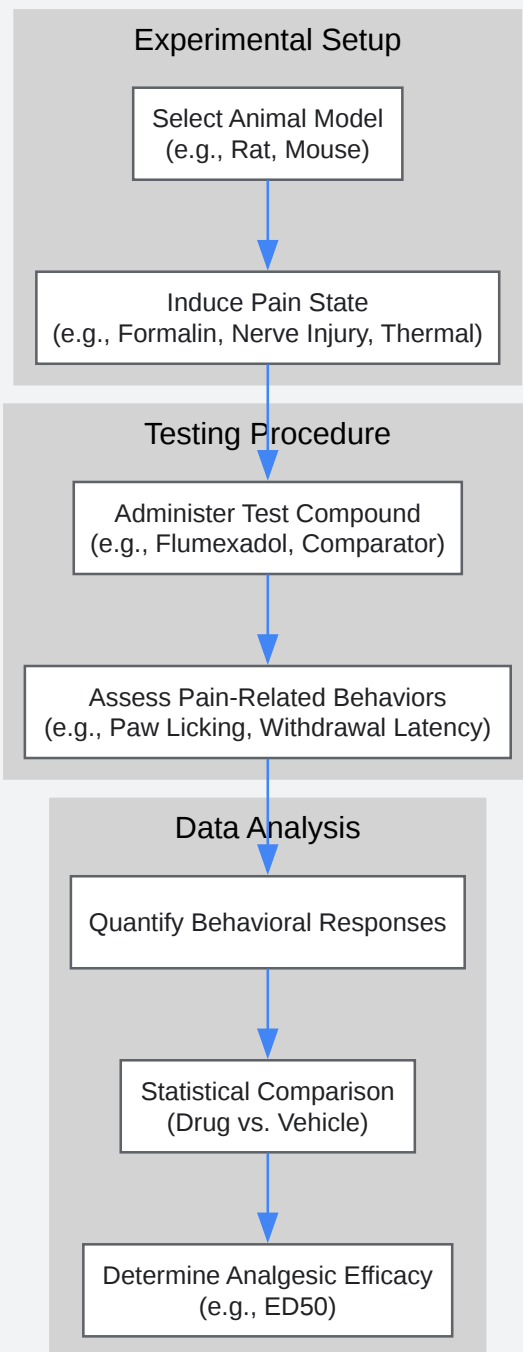 Experimental Setup
Select Animal Model
(e.g., Rat, Mouse)
Induce Pain State
(e.g., Formalin, Nerve Injury, Thermal)
Testing Procedure
Administer Test Compound
(e.g., Flumexadol, Comparator)
Assess Pain-Related Behaviors
(e.g., Paw Licking, Withdrawal Latency)
Data Analysis
Quantify Behavioral Responses
Statistical Comparison
(Drug vs. Vehicle)
Determine Analgesic Efficacy
(e.g., ED50)